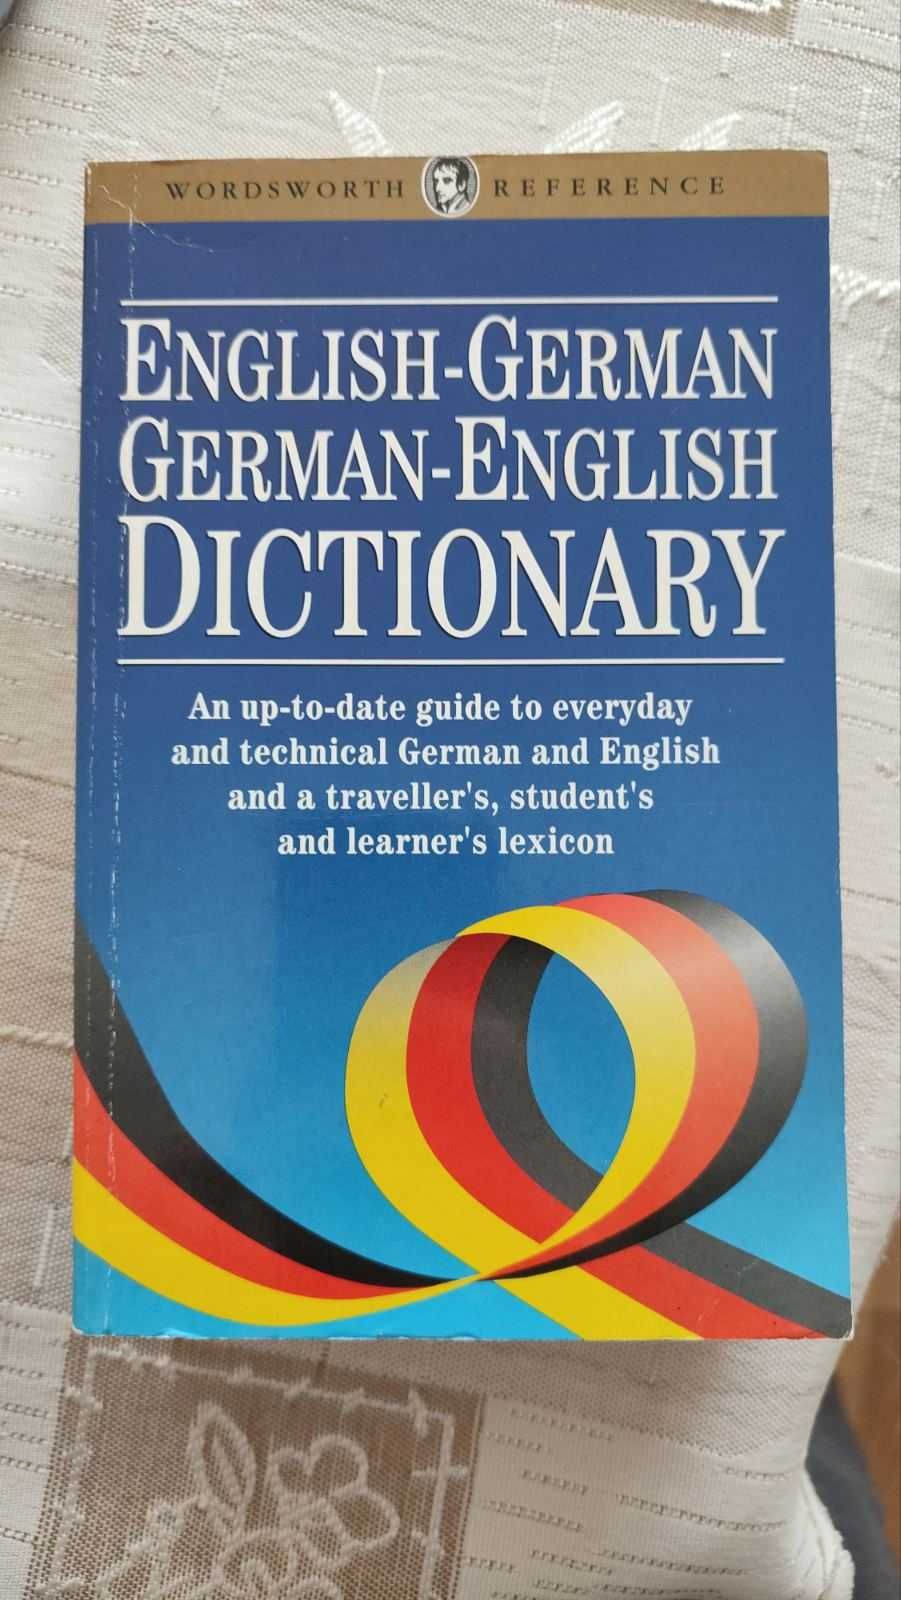 WORDSWORTH REFERENCE
ENGLISH-GERMAN
GERMAN-ENGLISH
DICTIONARY
An up-to-date guide to everyday
and technical German and English
and a traveller's, student's
and learner's lexicon